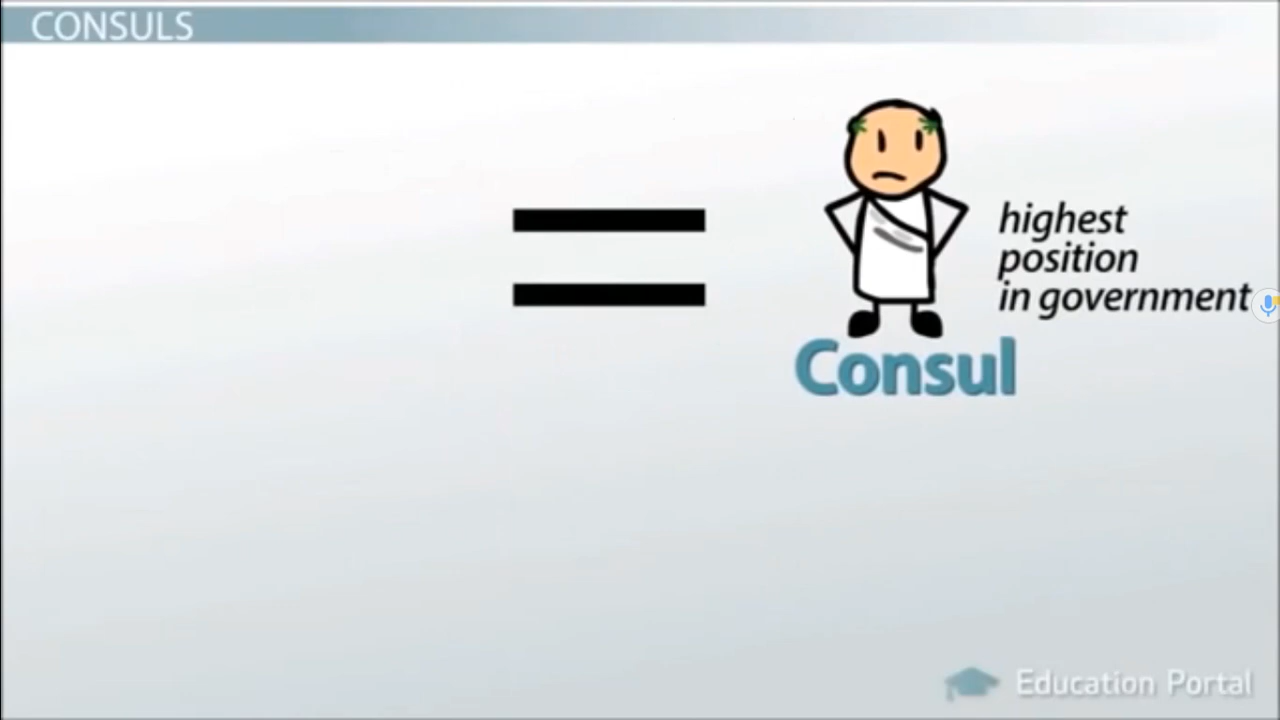 CONSULS
highest
position
in government
Consul
Education Portal